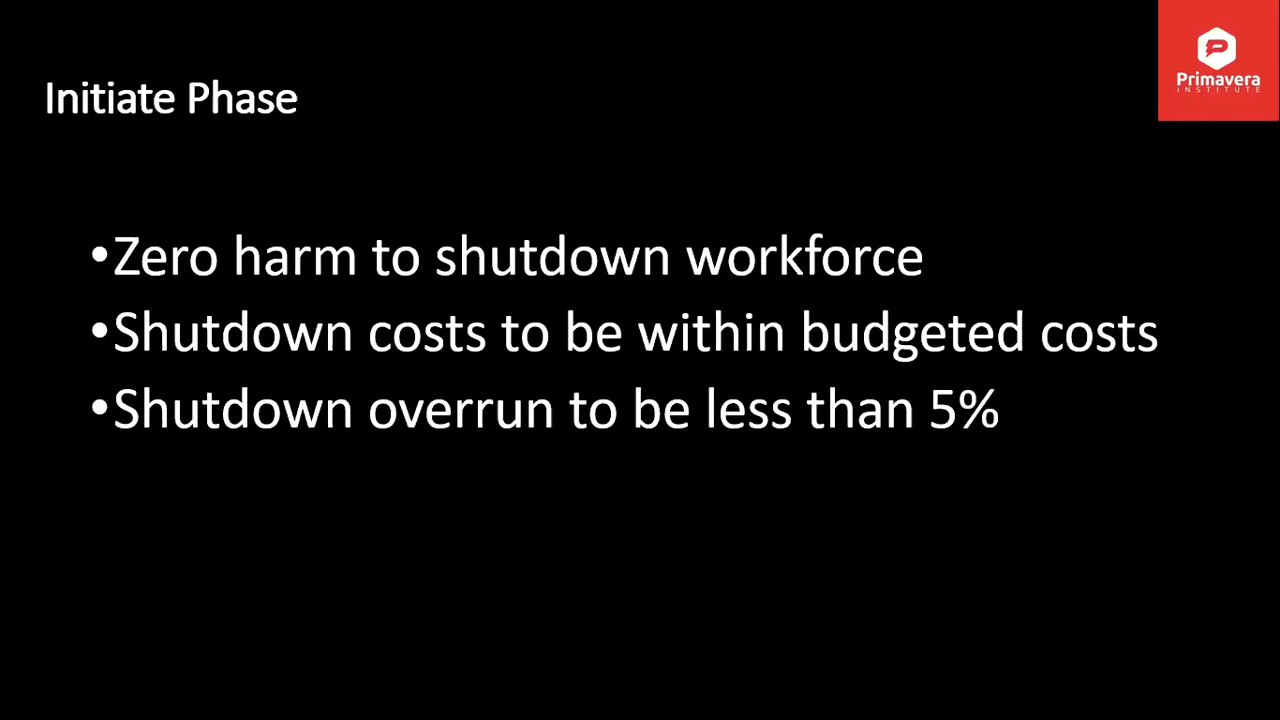 Primavera
INSTITUTE
Initiate Phase
•Zero harm to shutdown workforce
•Shutdown costs to be within budgeted costs
•Shutdown overrun to be less than 5%